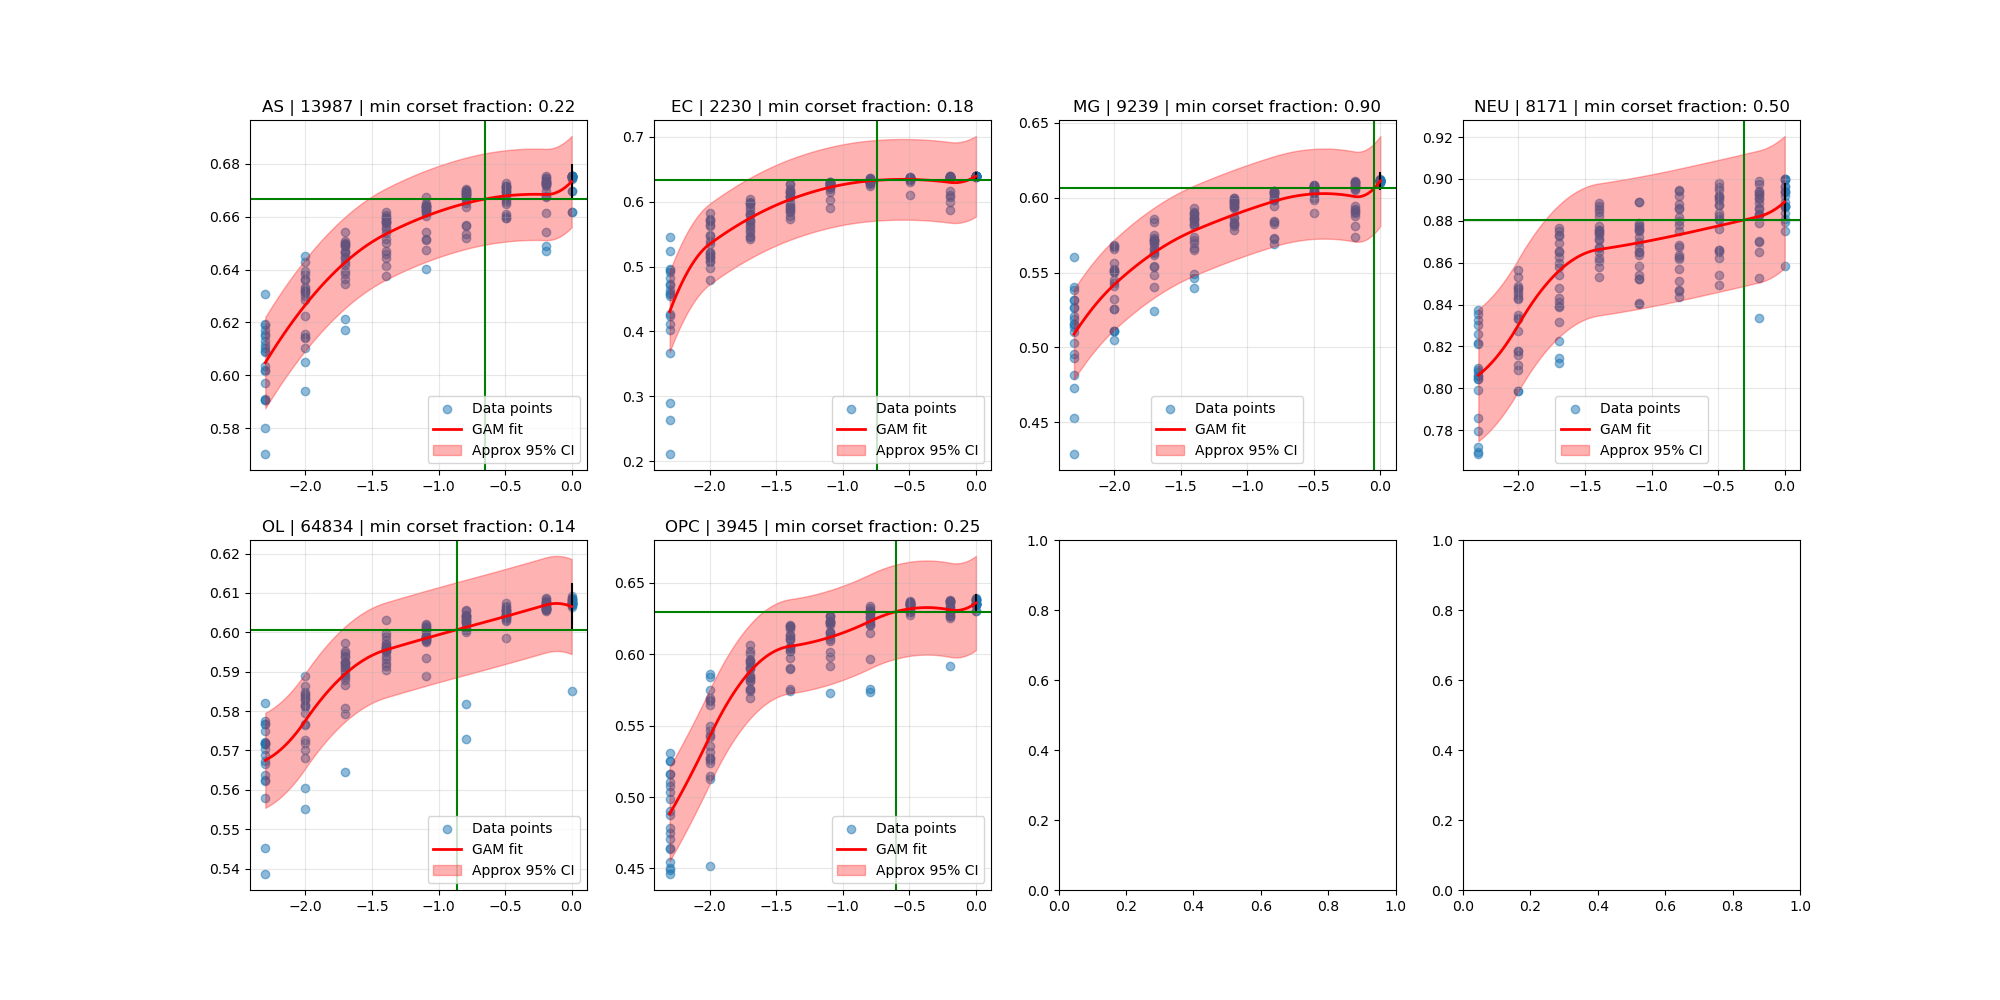 AS | 13987 | min corset fraction: 0.22
0.68
0.66
0.64
0.62
0.60
0.58
−2.0 −1.5 −1.0 −0.5 0.0
Data points
GAM fit
Approx 95% CI
EC | 2230 | min corset fraction: 0.18
0.7
0.6
0.5
0.4
0.3
0.2
−2.0 −1.5 −1.0 −0.5 0.0
Data points
GAM fit
Approx 95% CI
MG | 9239 | min corset fraction: 0.90
0.65
0.60
0.55
0.50
0.45
−2.0 −1.5 −1.0 −0.5 0.0
Data points
GAM fit
Approx 95% CI
NEU | 8171 | min corset fraction: 0.50
0.92
0.90
0.88
0.86
0.84
0.82
0.80
0.78
−2.0 −1.5 −1.0 −0.5 0.0
Data points
GAM fit
Approx 95% CI
OL | 64834 | min corset fraction: 0.14
0.62
0.61
0.60
0.59
0.58
0.57
0.56
0.55
0.54
−2.0 −1.5 −1.0 −0.5 0.0
Data points
GAM fit
Approx 95% CI
OPC | 3945 | min corset fraction: 0.25
0.65
0.60
0.55
0.50
0.45
−2.0 −1.5 −1.0 −0.5 0.0
Data points
GAM fit
Approx 95% CI
1.0
0.8
0.6
0.4
0.2
0.0
0.0 0.2 0.4 0.6 0.8 1.0
1.0
0.8
0.6
0.4
0.2
0.0
0.0 0.2 0.4 0.6 0.8 1.0